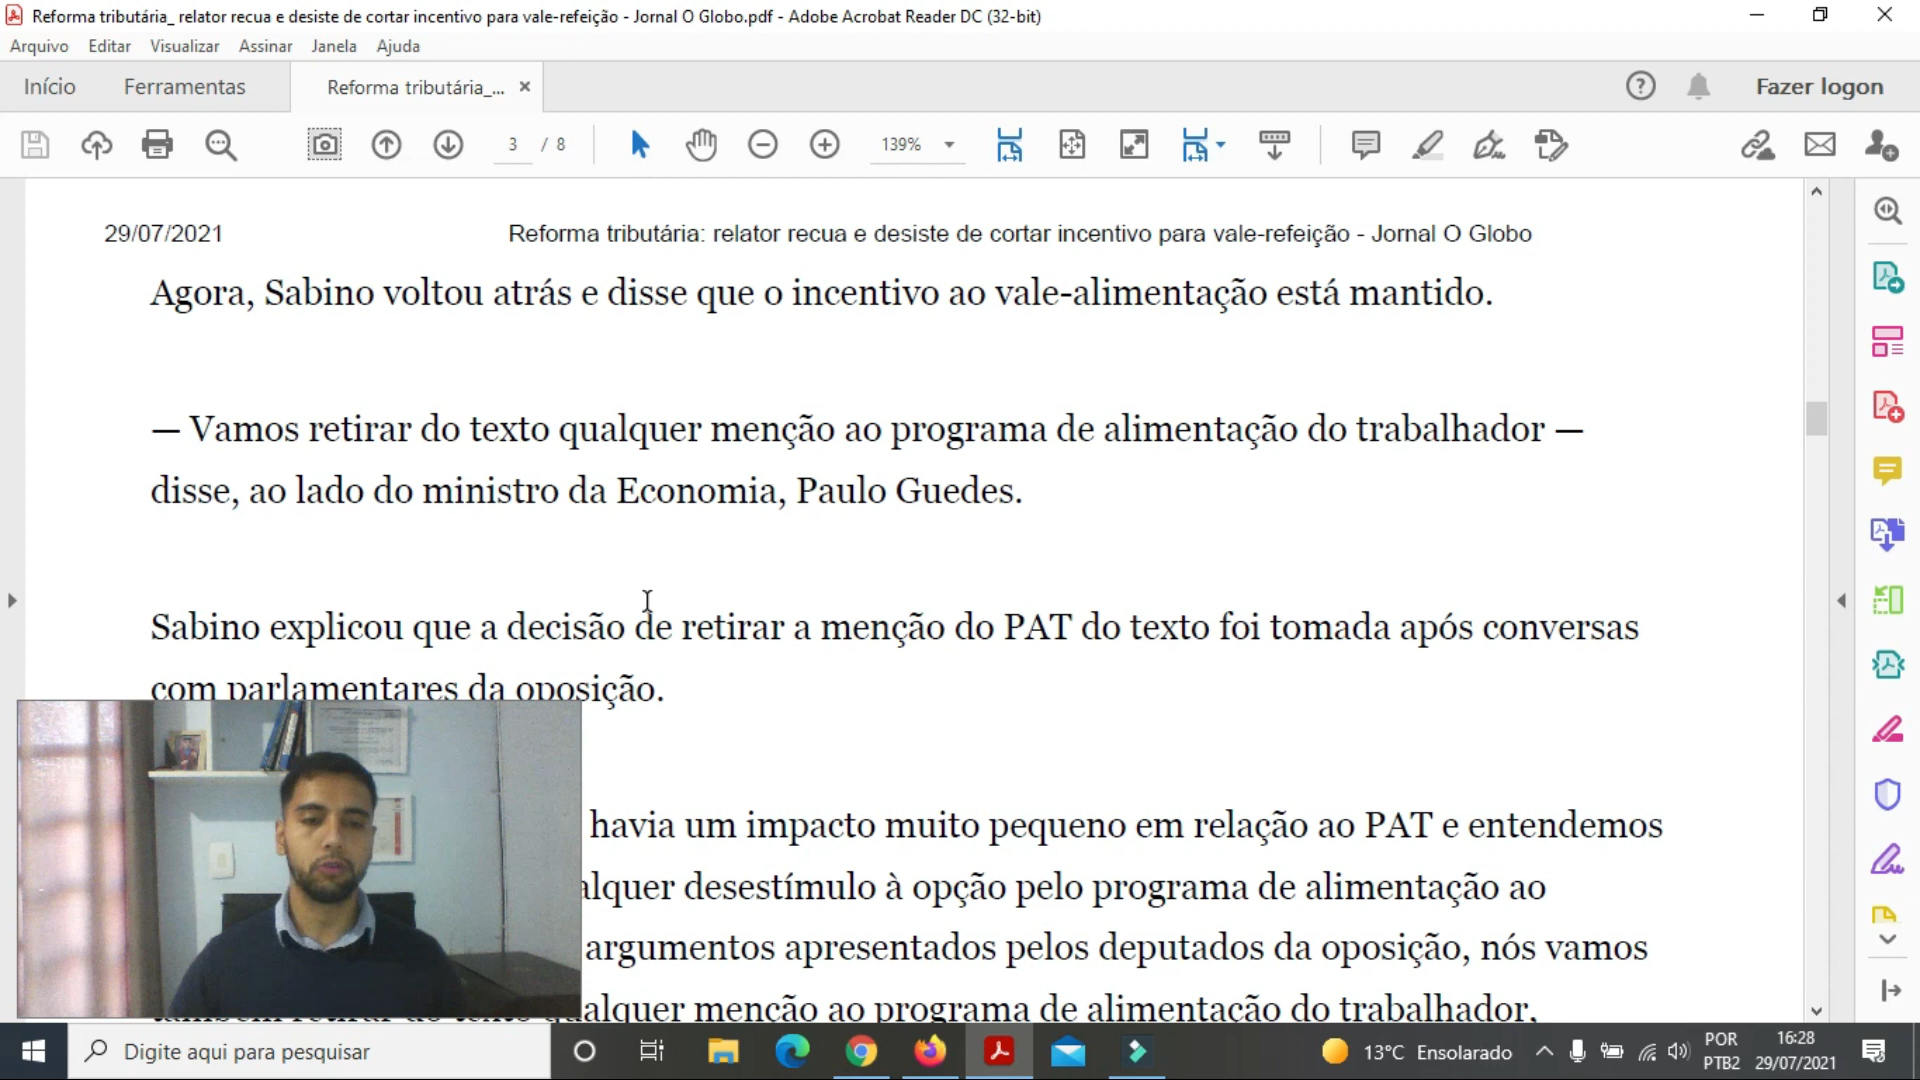 Reforma tributária_ relator recua e desiste de cortar incentivo para vale-refeição - Jornal O Globo.pdf - Adobe Acrobat Reader DC (32-bit)
Arquivo Editar Visualizar Assinar Janela Ajuda
Início Ferramentas Reforma tributária_... × Fazer logon
3 / 8 139%
29/07/2021 Reforma tributária: relator recua e desiste de cortar incentivo para vale-refeição - Jornal O Globo
Agora, Sabino voltou atrás e disse que o incentivo ao vale-alimentação está mantido.
— Vamos retirar do texto qualquer menção ao programa de alimentação do trabalhador —
disse, ao lado do ministro da Economia, Paulo Guedes.
Sabino explicou que a decisão de retirar a menção do PAT do texto foi tomada após conversas
com parlamentares da oposição.
havia um impacto muito pequeno em relação ao PAT e entendemos
alquer desestímulo à opção pelo programa de alimentação ao
argumentos apresentados pelos deputados da oposição, nós vamos
também retirar do texto qualquer menção ao programa de alimentação do trabalhador,
Digite aqui para pesquisar
13°C Ensolarado
POR
PTB2
16:28
29/07/2021